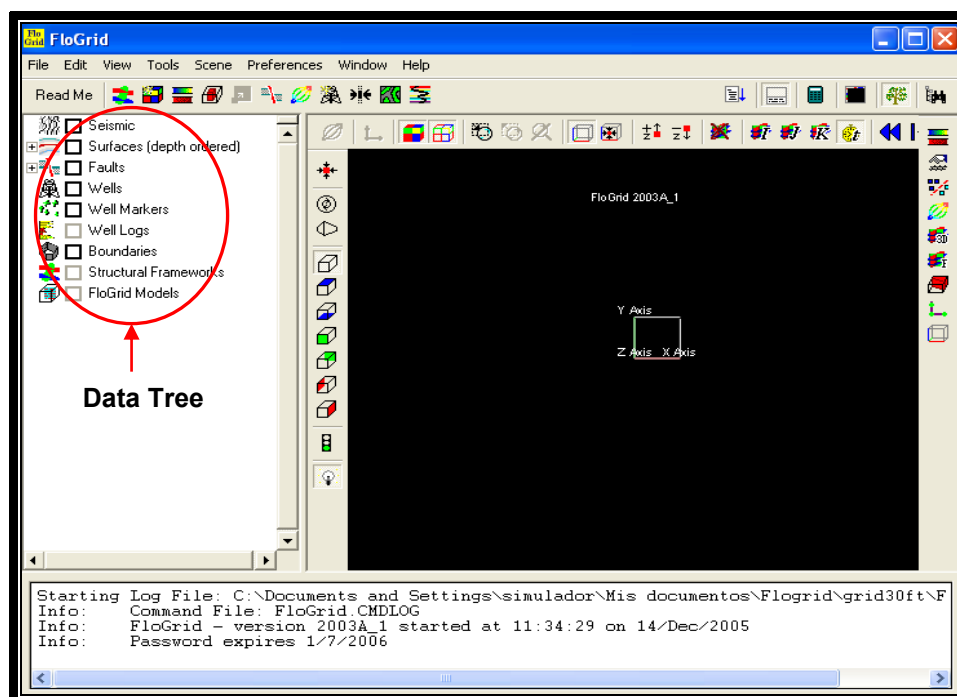 Flo
Grid
FloGrid
File Edit View Tools Scene Preferences Window Help
Read Me
Seismic
Surfaces (depth ordered)
Faults
Wells
Well Markers
Well Logs
Boundaries
Structural Frameworks
FloGrid Models
Data Tree
FloGrid 2003A_1
Y Axis
Z Axis X Axis
Starting Log File: C:\Documents and Settings\simulador\Mis documentos\Flogrid\grid30ft\F
Info: Command File: FloGrid.CMDLOG
Info: FloGrid - version 2003A_1 started at 11:34:29 on 14/Dec/2005
Info: Password expires 1/7/2006